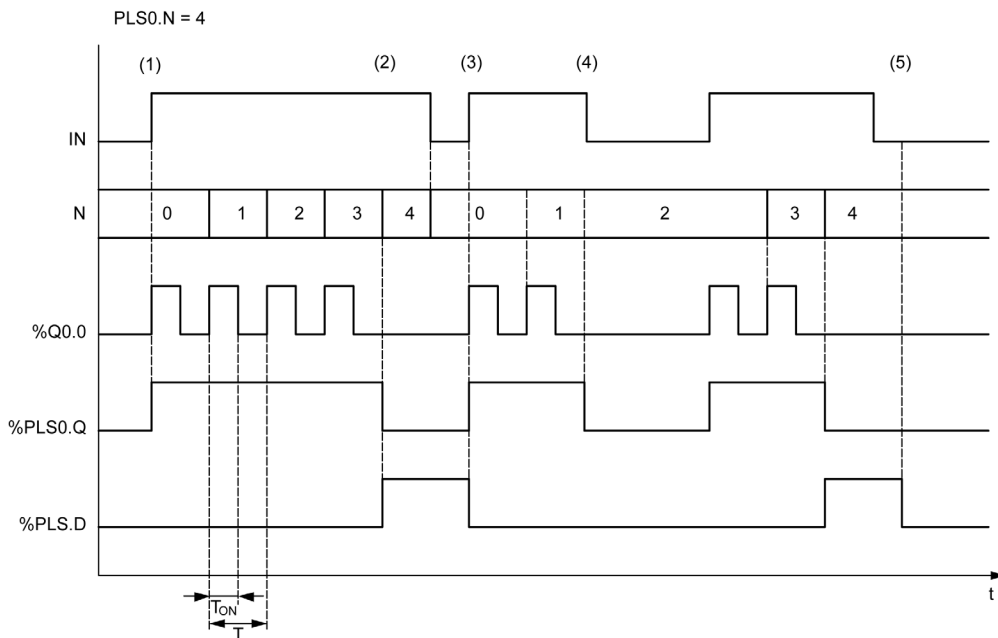 PLS0.N = 4
(1) (2) (3) (4) (5)
IN
N 0 1 2 3 4 0 1 2 3 4
%Q0.0
%PLS0.Q
%PLS.D
t
TON
T